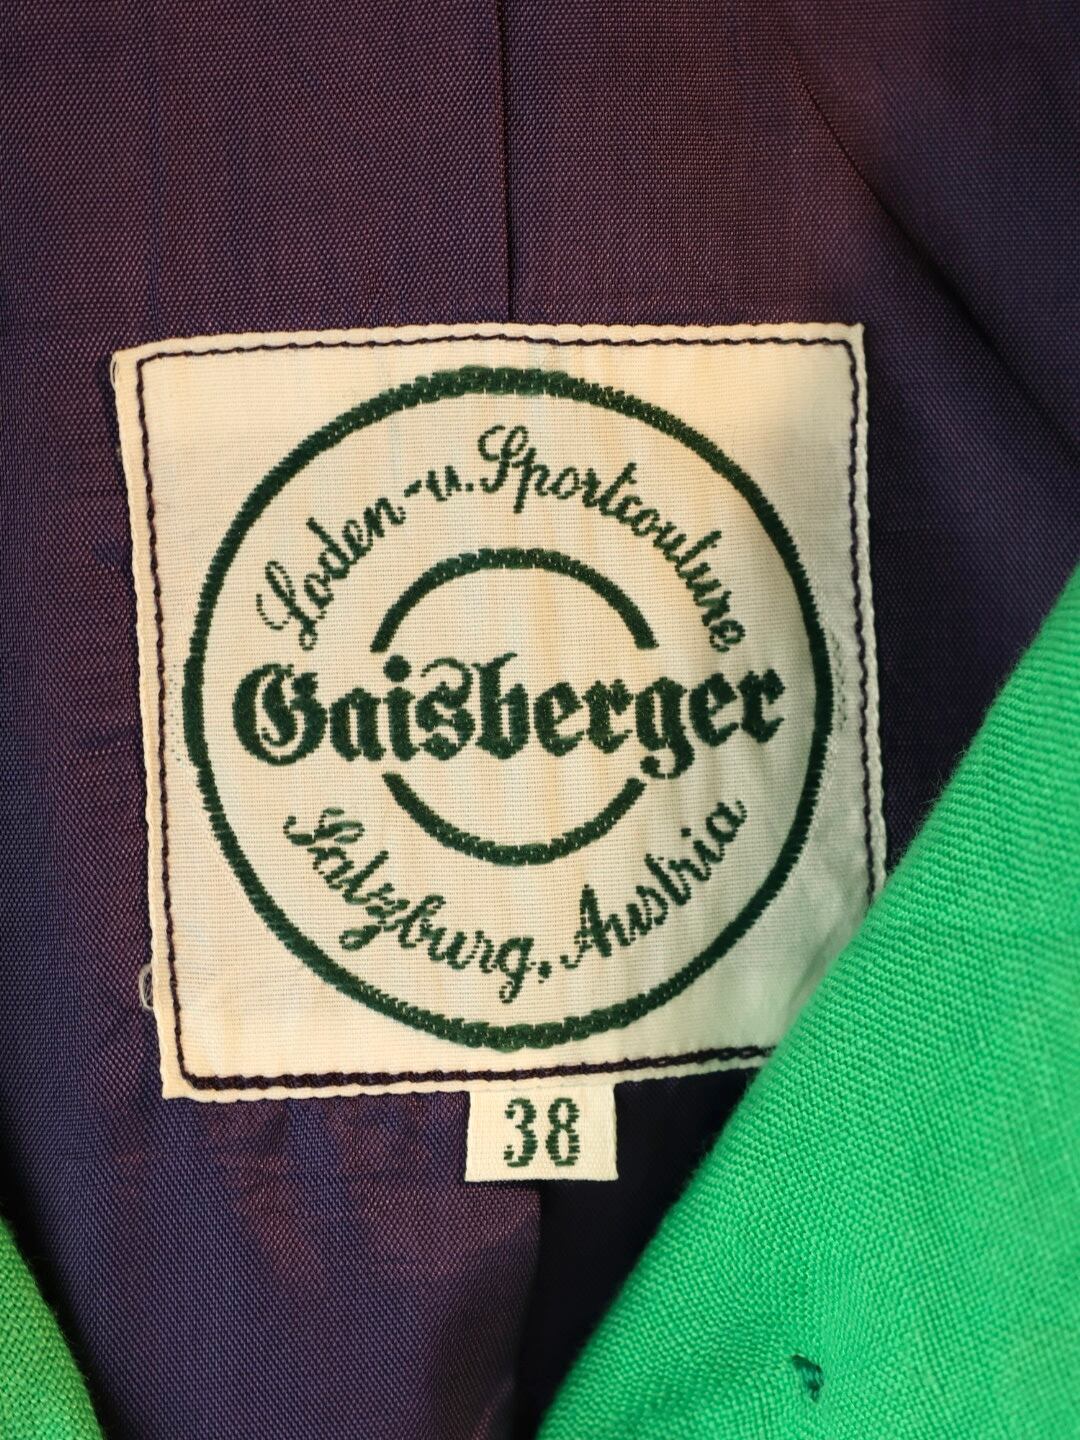 Loden-u. Sportcouture
Gaisberger
Salzburg, Austria
38